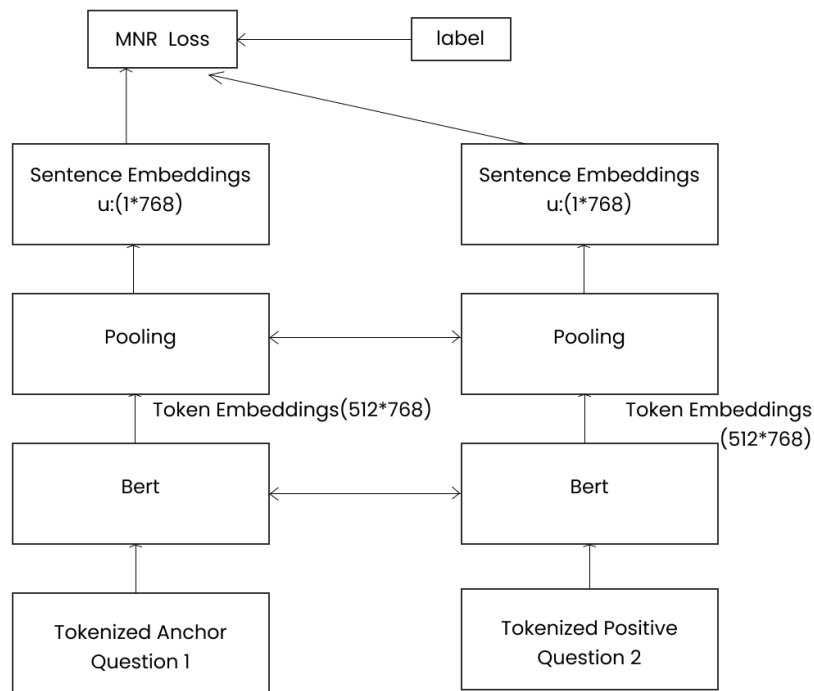 MNR Loss
label
Sentence Embeddings
u:(1*768)
Sentence Embeddings
u:(1*768)
Pooling
Pooling
Token Embeddings(512*768)
Token Embeddings
(512*768)
Bert
Bert
Tokenized Anchor
Question 1
Tokenized Positive
Question 2